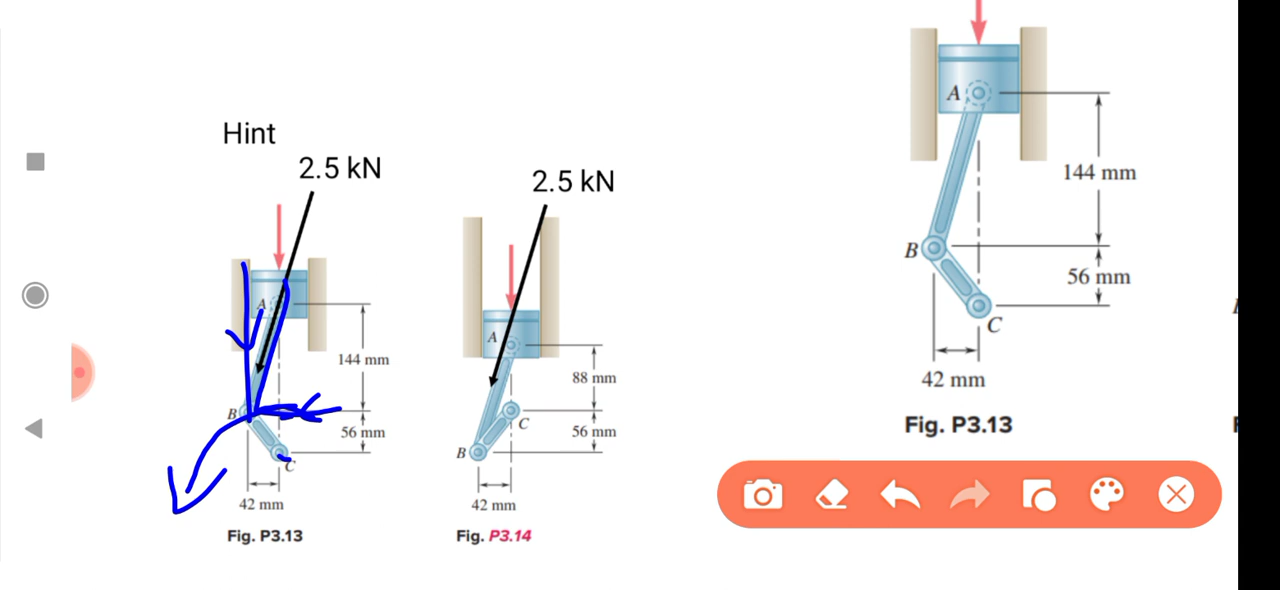 Hint
2.5 kN
A
144 mm
B
56 mm
C
42 mm
Fig. P3.13
2.5 kN
A
88 mm
C
56 mm
B
42 mm
Fig. P3.14
A
144 mm
B
56 mm
C
42 mm
Fig. P3.13